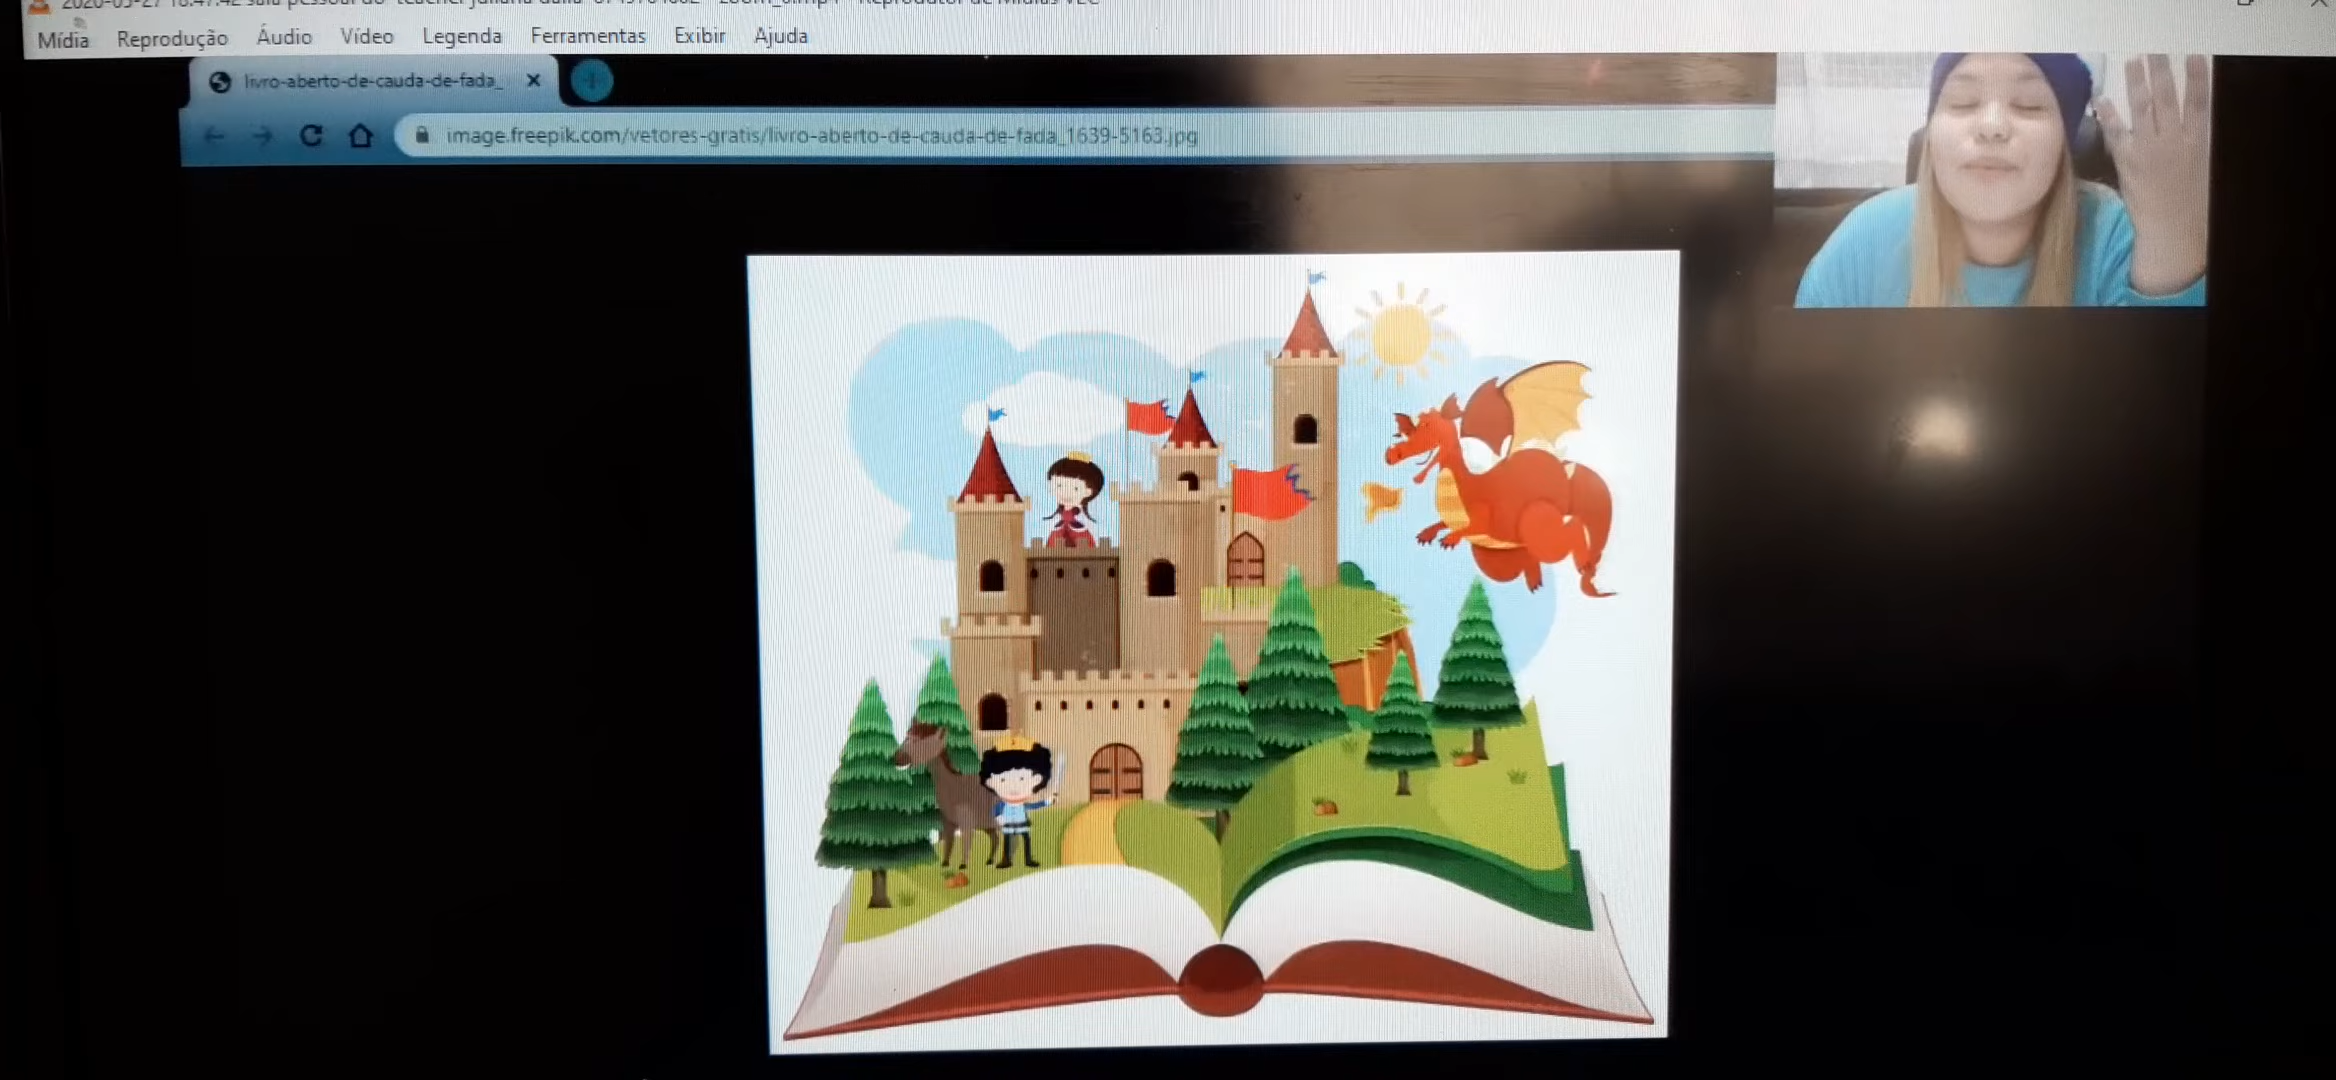 Mídia Reprodução Áudio Vídeo Legenda Ferramentas Exibir Ajuda
livro-aberto-de-cauda-de-fada_
image.freepik.com/vetores-gratis/livro-aberto-de-cauda-de-fada_1639-5163.jpg